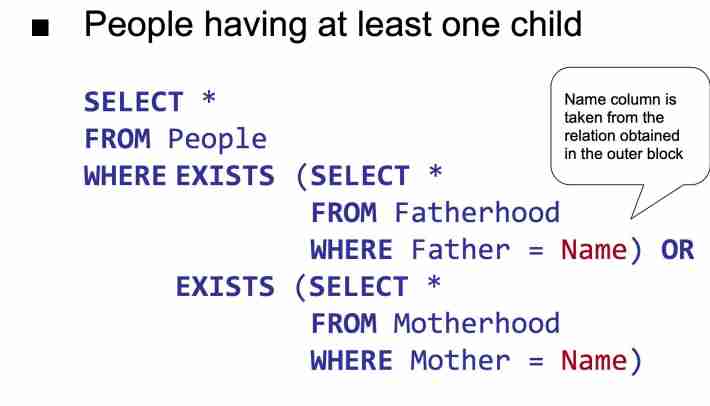 ■ People having at least one child
SELECT *
FROM People
WHERE EXISTS (SELECT *
FROM Fatherhood
WHERE Father = Name) OR
EXISTS (SELECT *
FROM Motherhood
WHERE Mother = Name)
Name column is
taken from the
relation obtained
in the outer block